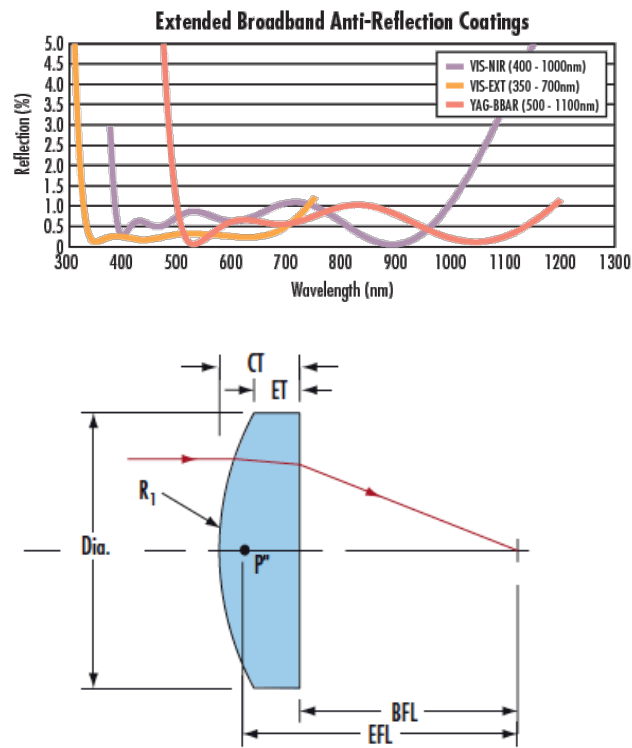 Extended Broadband Anti-Reflection Coatings
5.0
4.5
4.0
3.5
3.0
2.5
2.0
1.5
1.0
0.5
0
Reflection (%)
VIS-NIR (400 - 1000nm)
VIS-EXT (350 - 700nm)
YAG-BBAR (500 - 1100nm)
300 400 500 600 700 800 900 1000 1100 1200 1300
Wavelength (nm)
CT
ET
R1
Dia.
P"
BFL
EFL